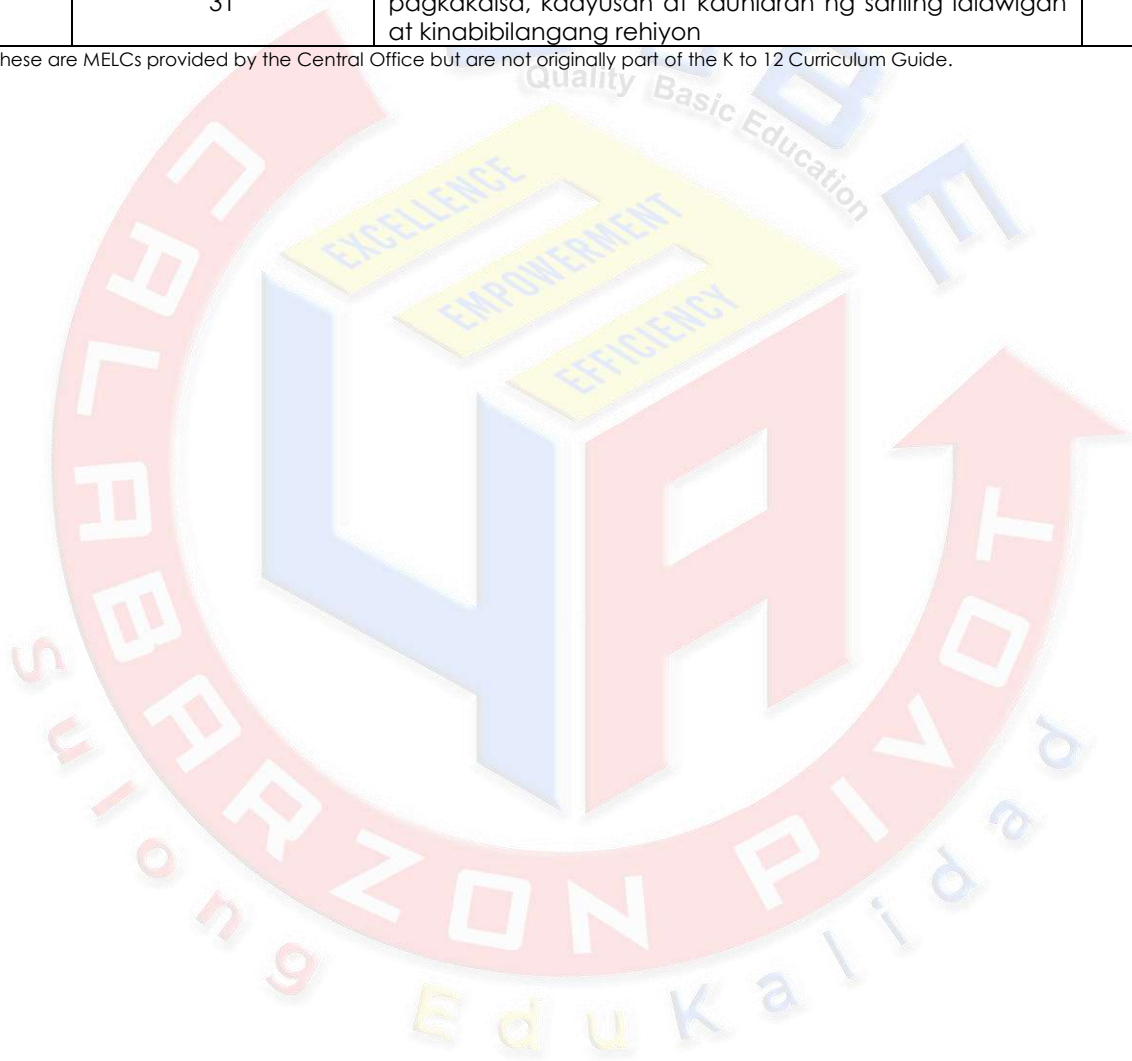 31
pagkakaisa, kaayusan at kaunlaran ng sariling lalawigan
at kinabibilangang rehiyon
hese are MELCs provided by the Central Office but are not originally part of the K to 12 Curriculum Guide.
BE
Quality Basic Education
EXCELLENCE
EMPOWERMENT
EFFICIENCY
4A
CALABARZON PIVOT
Sulong EduKalidad